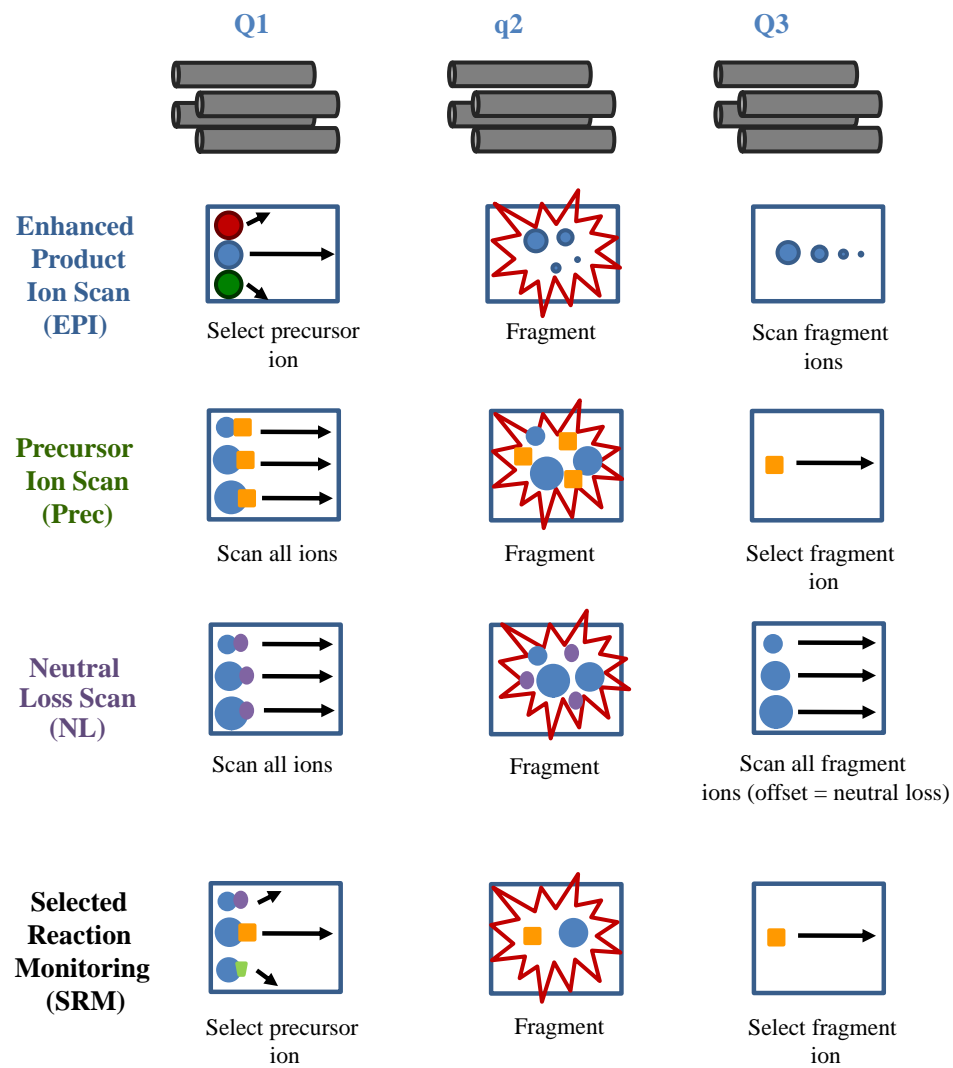 Q1
q2
Q3
Enhanced
Product
Ion Scan
(EPI)
Select precursor
ion
Fragment
Scan fragment
ions
Precursor
Ion Scan
(Prec)
Scan all ions
Fragment
Select fragment
ion
Neutral
Loss Scan
(NL)
Scan all ions
Fragment
Scan all fragment
ions (offset = neutral loss)
Selected
Reaction
Monitoring
(SRM)
Select precursor
ion
Fragment
Select fragment
ion